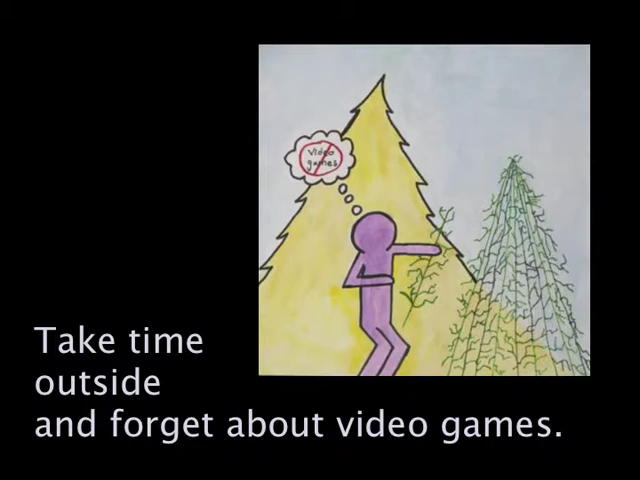 Video
games
Take time
outside
and forget about video games.